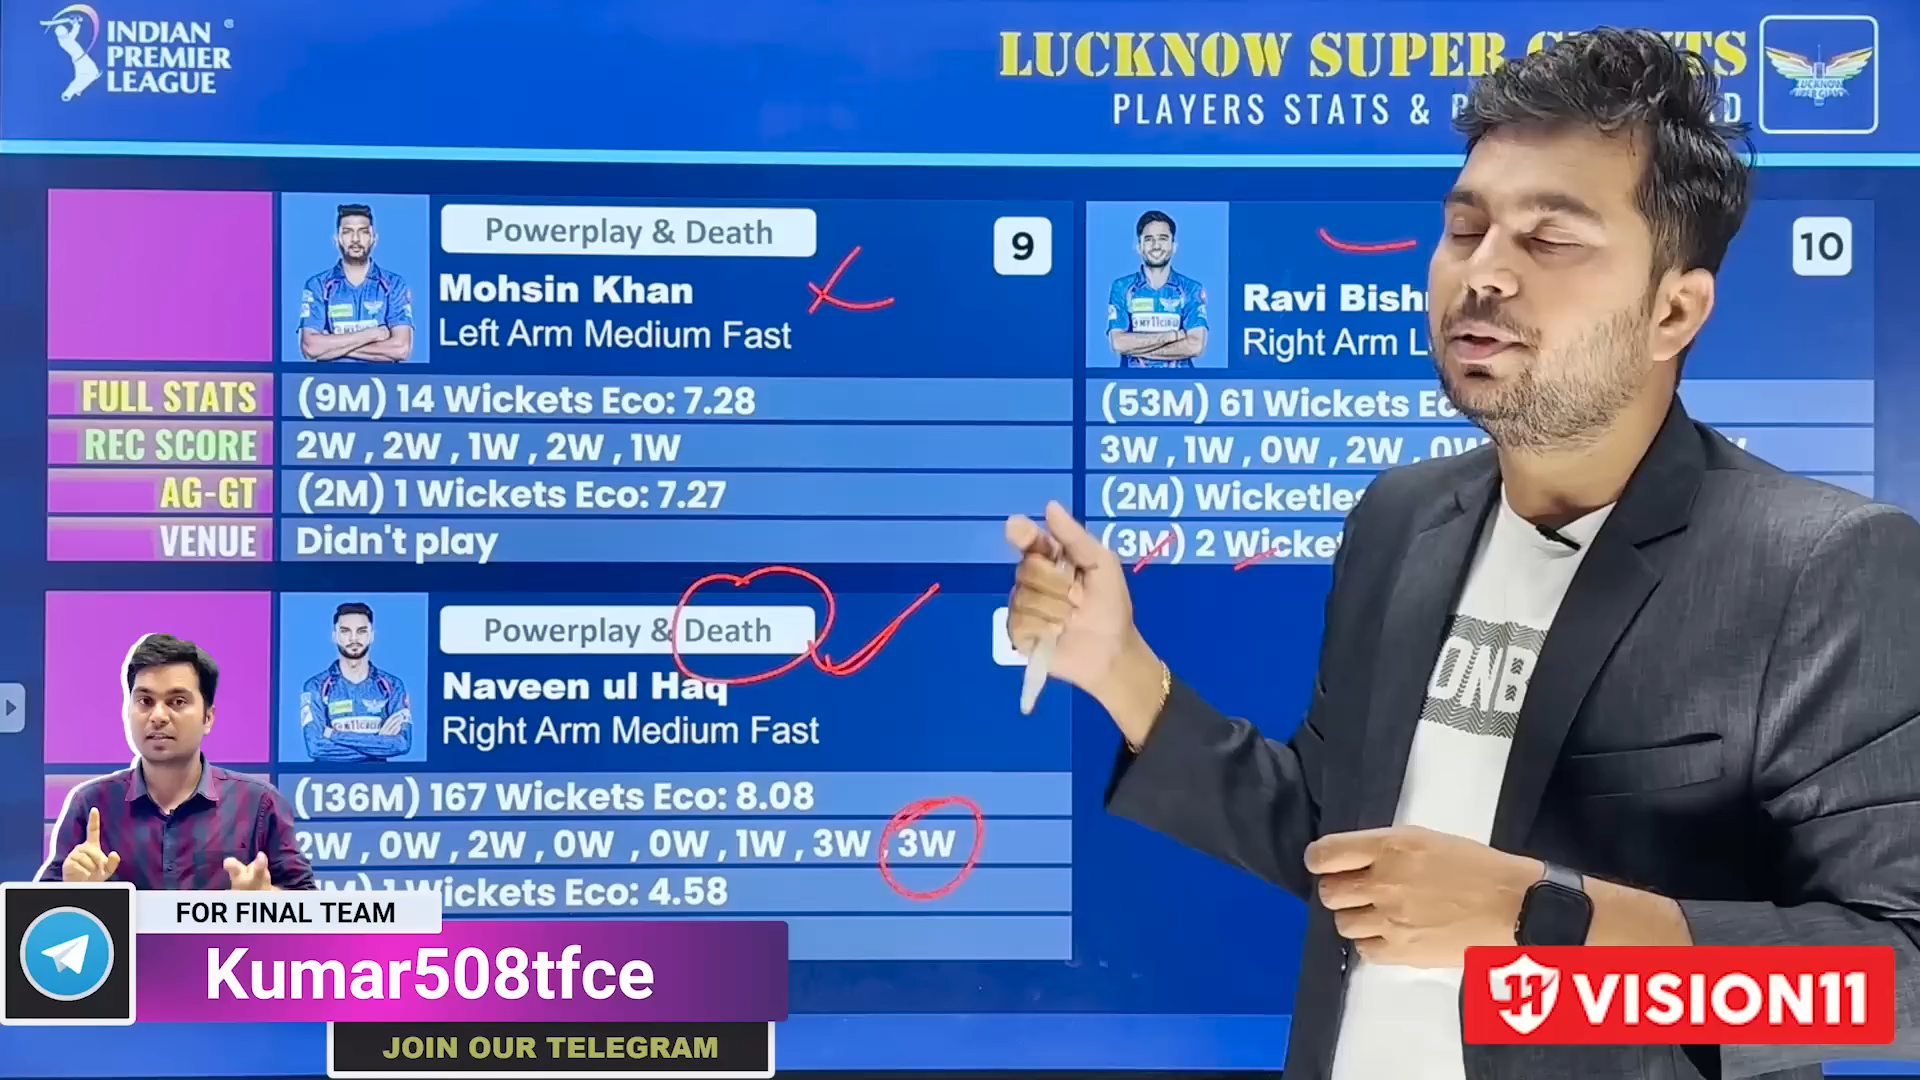 INDIAN
PREMIER
LEAGUE
LUCKNOW SUPER
PLAYERS STATS &
Powerplay & Death
9
Mohsin Khan
Left Arm Medium Fast
10
Ravi
Right Arm
FULL STATS
(9M) 14 Wickets Eco: 7.28
(53M) 61 Wickets
REC SCORE
2W , 2W , 1W , 2W , 1W
3W , 1W , 0W , 2W , 0W
AG-GT
(2M) 1 Wickets Eco: 7.27
(2M)
VENUE
Didn't play
(3M) 2
Powerplay & Death
Naveen ul Haq
Right Arm Medium Fast
(136M) 167 Wickets Eco: 8.08
2W , 0W , 2W , 0W , 0W , 1W , 3W , 3W
1 Wickets Eco: 4.58
FOR FINAL TEAM
Kumar508tfce
JOIN OUR TELEGRAM
VISION11